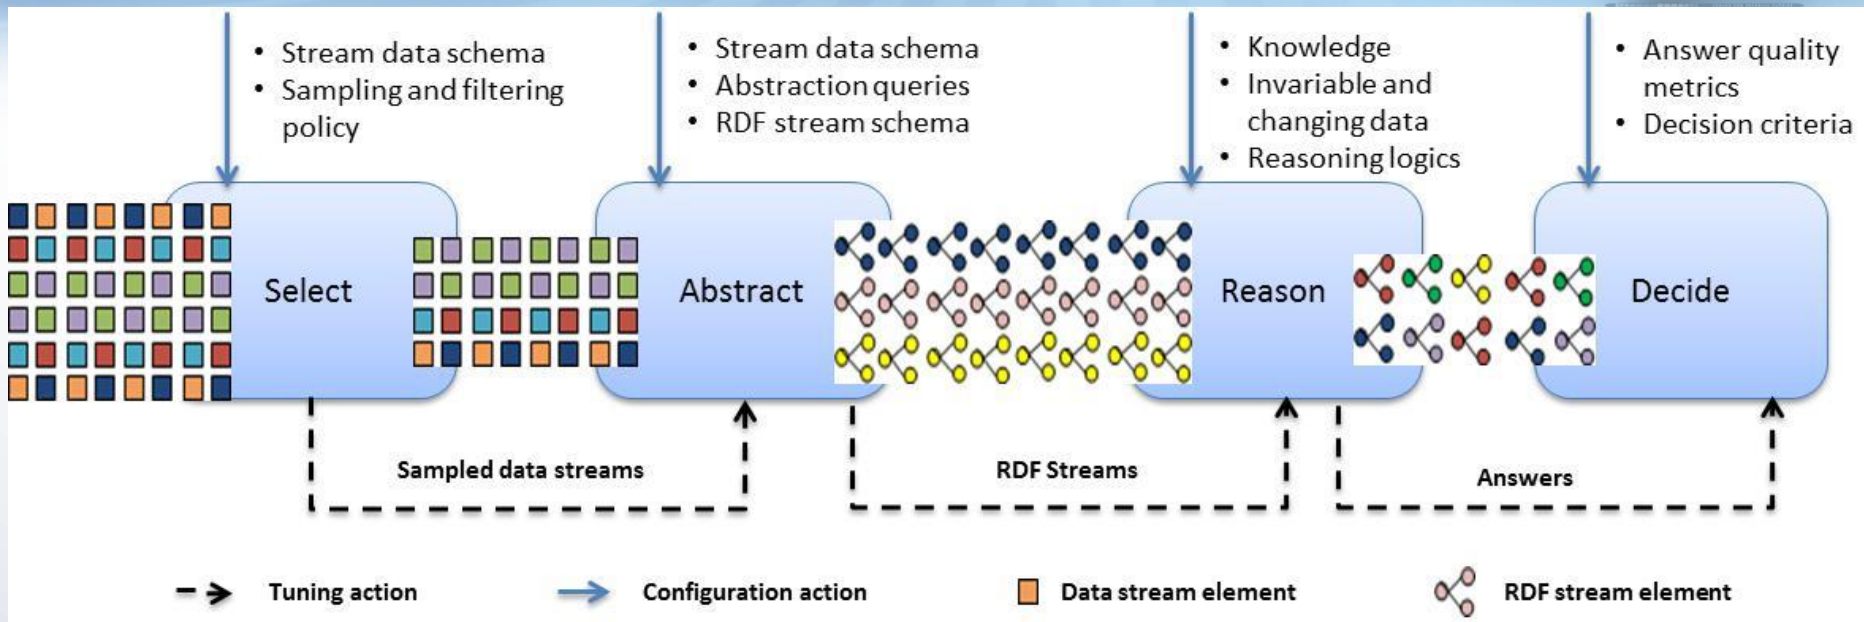 • Stream data schema
• Sampling and filtering
policy
• Stream data schema
• Abstraction queries
• RDF stream schema
• Knowledge
• Invariable and
changing data
• Reasoning logics
• Answer quality
metrics
• Decision criteria
Select
Abstract
Reason
Decide
Sampled data streams
RDF Streams
Answers
Tuning action
Configuration action
Data stream element
RDF stream element